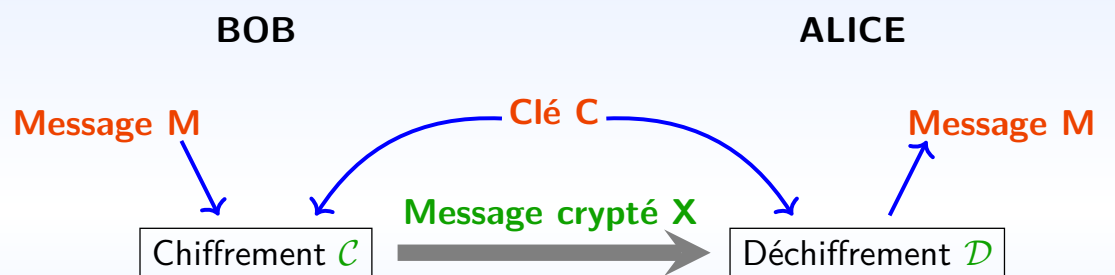 BOB ALICE
Clé C
Message M Message M
Message crypté X
Chiffrement 𝒞 Déchiffrement 𝒟